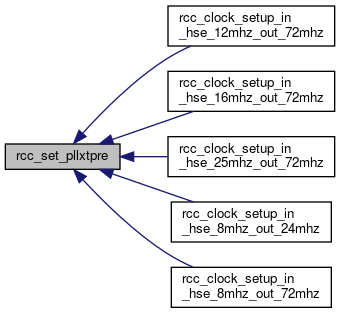 rcc_clock_setup_in
_hse_12mhz_out_72mhz
rcc_clock_setup_in
_hse_16mhz_out_72mhz
rcc_set_pllxtpre
rcc_clock_setup_in
_hse_25mhz_out_72mhz
rcc_clock_setup_in
_hse_8mhz_out_24mhz
rcc_clock_setup_in
_hse_8mhz_out_72mhz